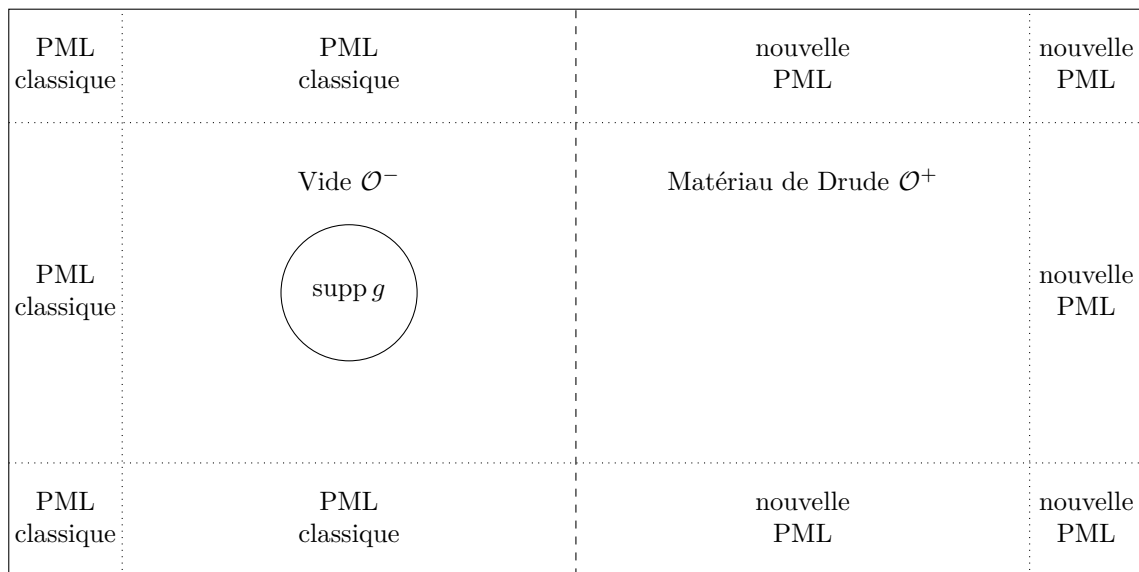 PML
classique
PML
classique
nouvelle
PML
nouvelle
PML
Vide 𝒪⁻
Matériau de Drude 𝒪⁺
PML
classique
supp g
nouvelle
PML
PML
classique
PML
classique
nouvelle
PML
nouvelle
PML